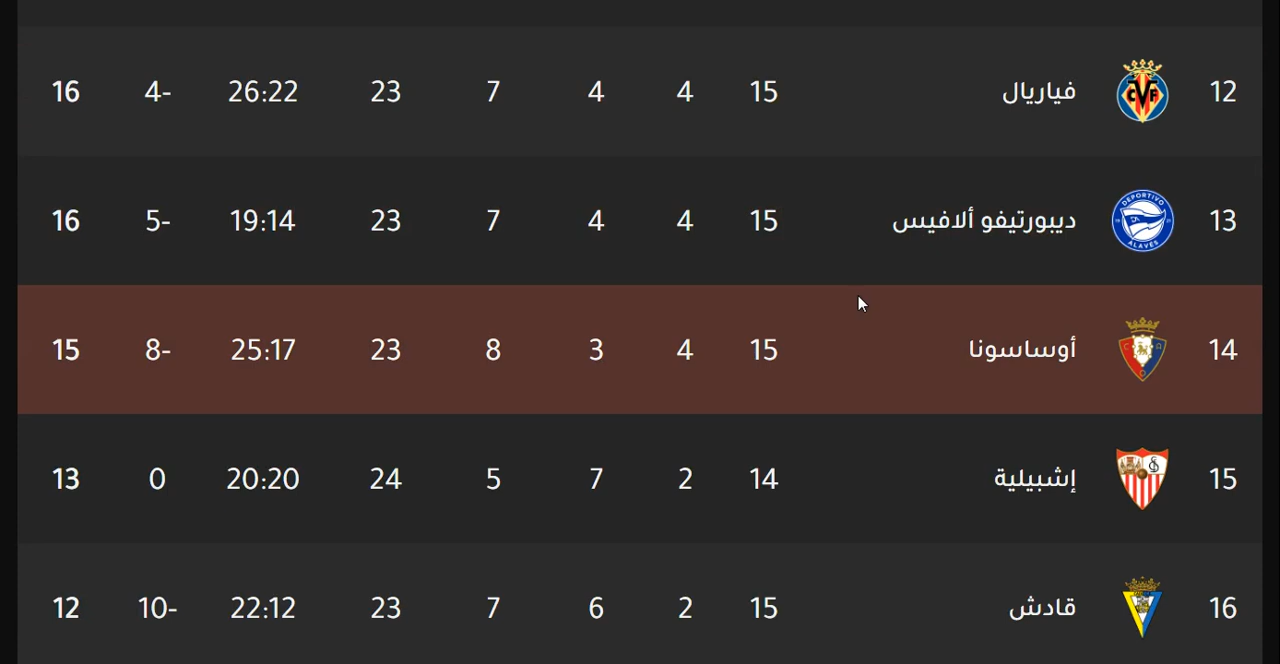 12 فياريال 15 4 4 7 23 26:22 4- 16
13 ديبورتيفو ألافيس 15 4 4 7 23 19:14 5- 16
14 أوساسونا 15 4 3 8 23 25:17 8- 15
15 إشبيلية 14 2 7 5 24 20:20 0 13
16 قادش 15 2 6 7 23 22:12 10- 12